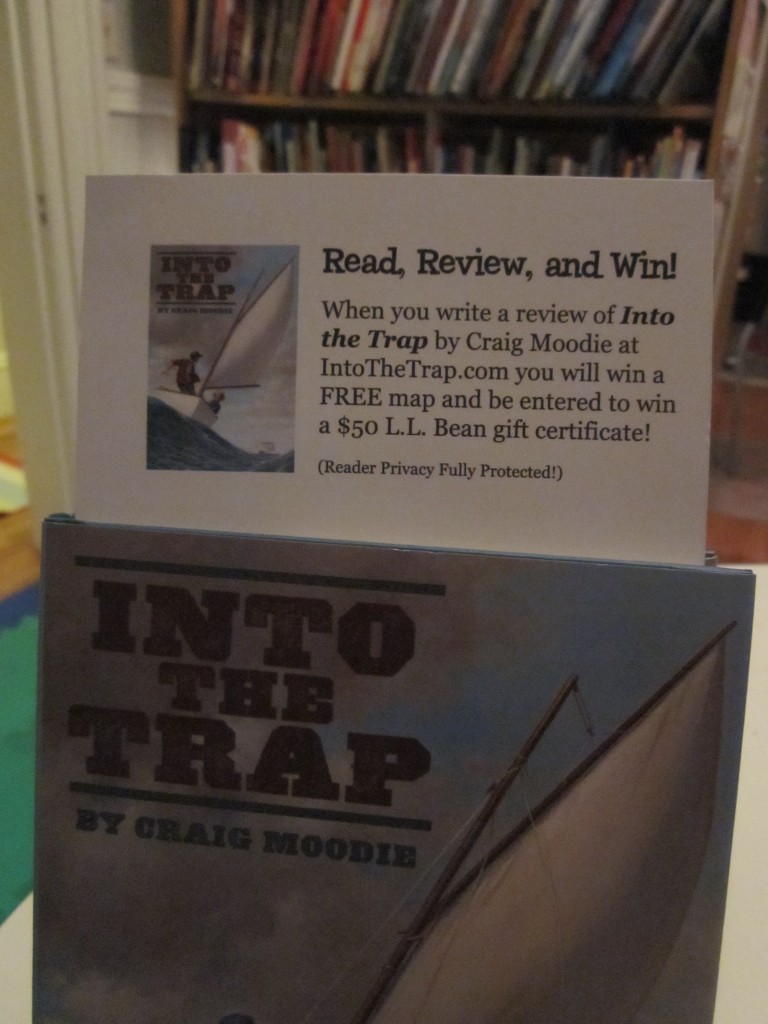 INTO
THE
TRAP
BY CRAIG MOODIE
Read, Review, and Win!
When you write a review of Into
the Trap by Craig Moodie at
IntoTheTrap.com you will win a
FREE map and be entered to win
a $50 L.L. Bean gift certificate!
(Reader Privacy Fully Protected!)
INTO
THE
TRAP
BY CRAIG MOODIE